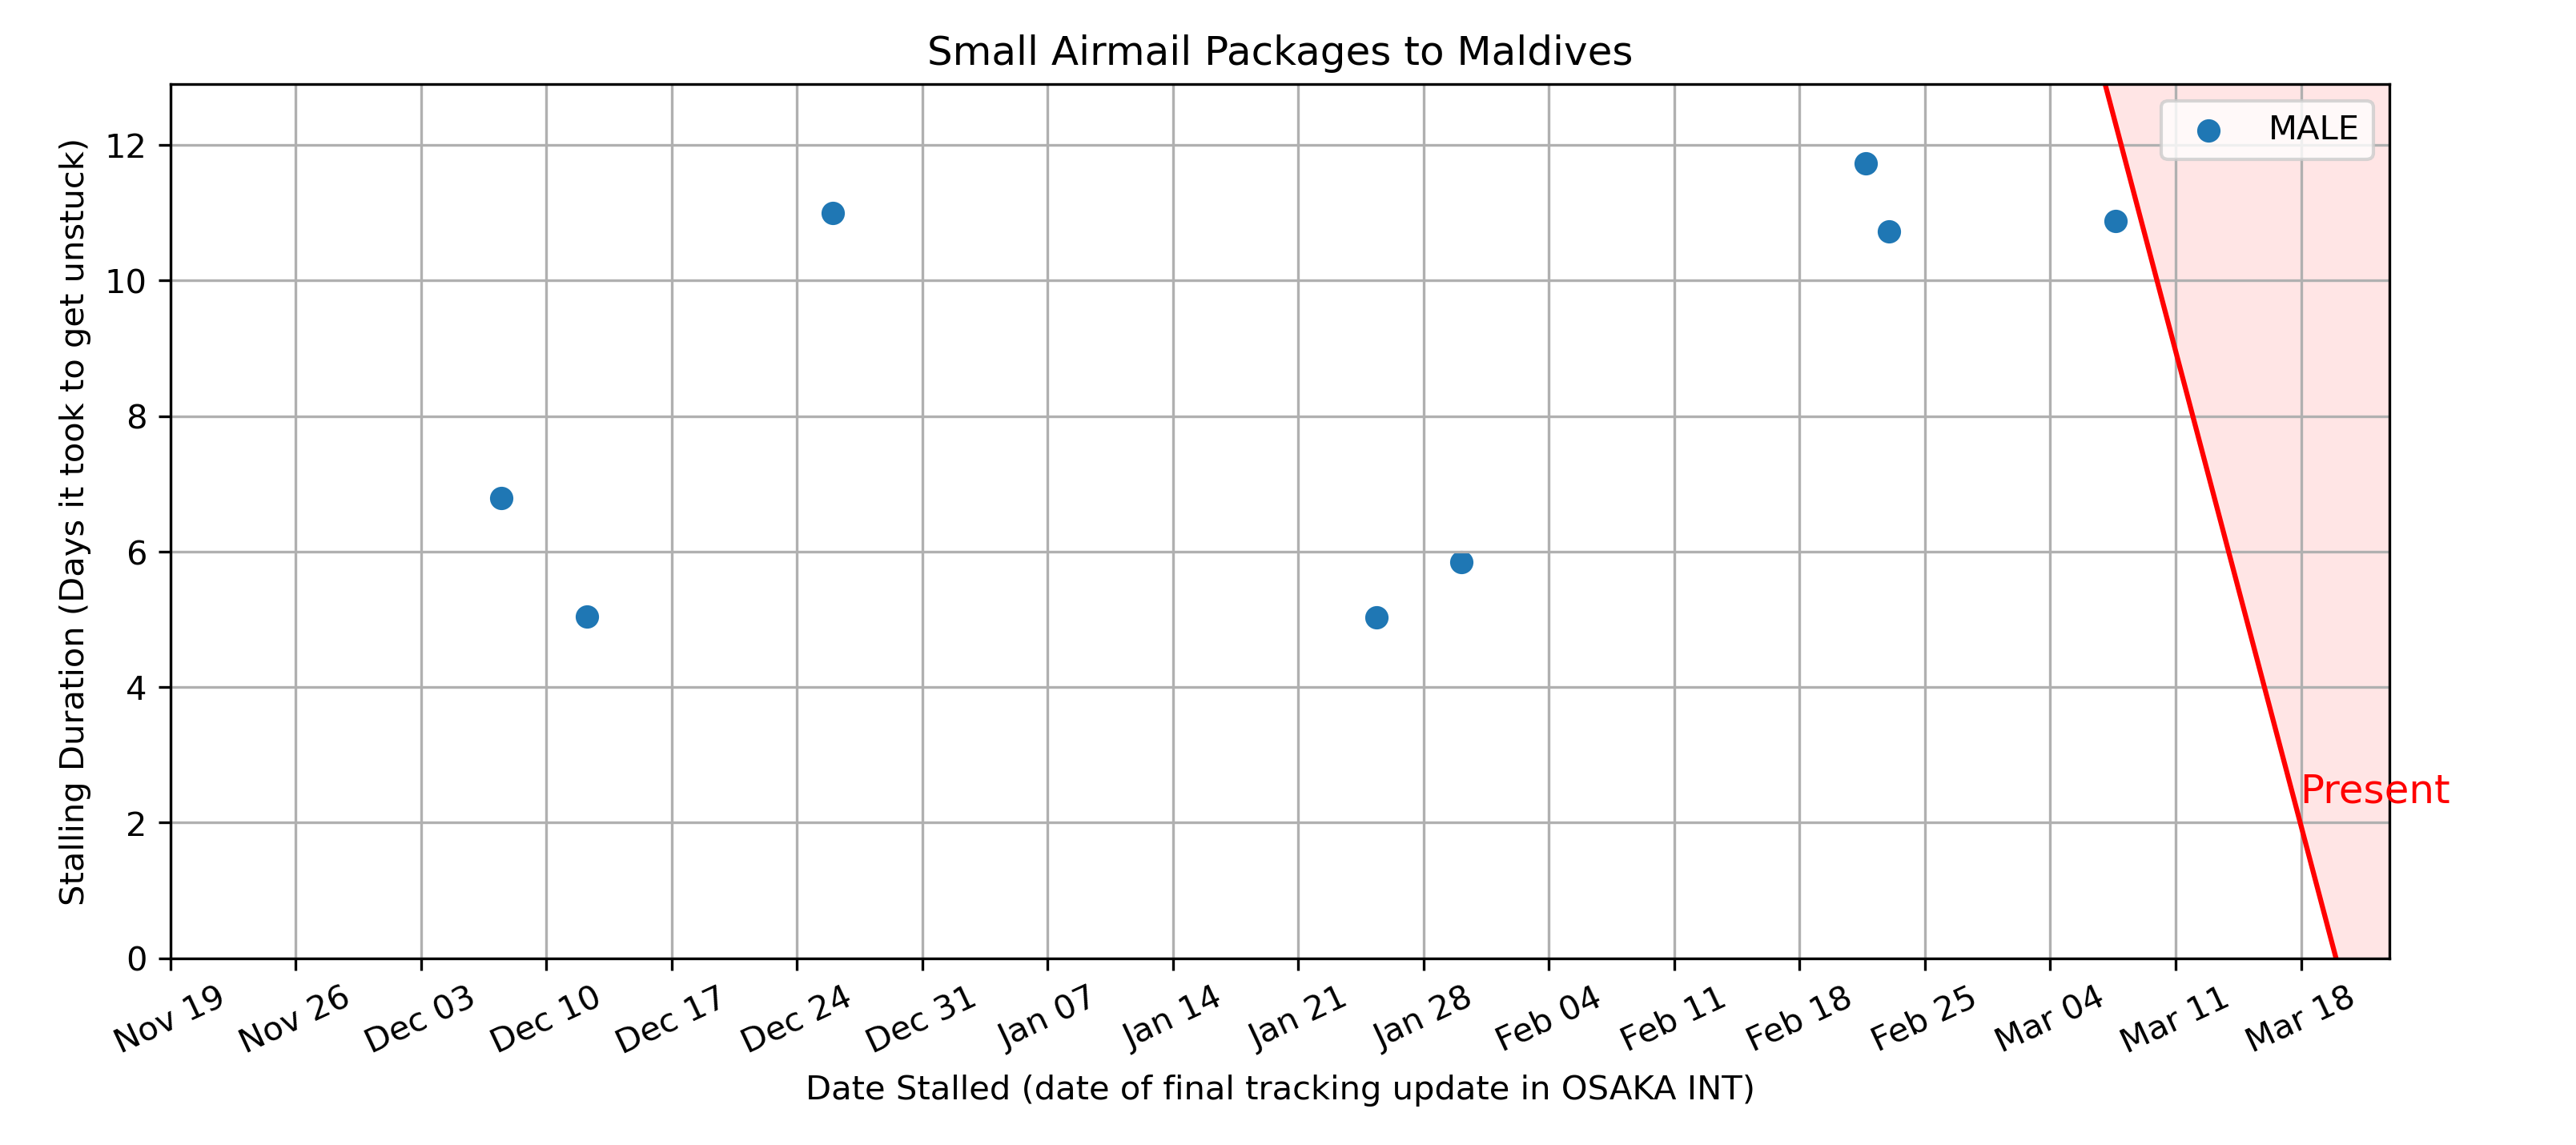 Small Airmail Packages to Maldives
MALE
12
10
8
6
4
2
0
Stalling Duration (Days it took to get unstuck)
Present
Nov 19
Nov 26
Dec 03
Dec 10
Dec 17
Dec 24
Dec 31
Jan 07
Jan 14
Jan 21
Jan 28
Feb 04
Feb 11
Feb 18
Feb 25
Mar 04
Mar 11
Mar 18
Date Stalled (date of final tracking update in OSAKA INT)